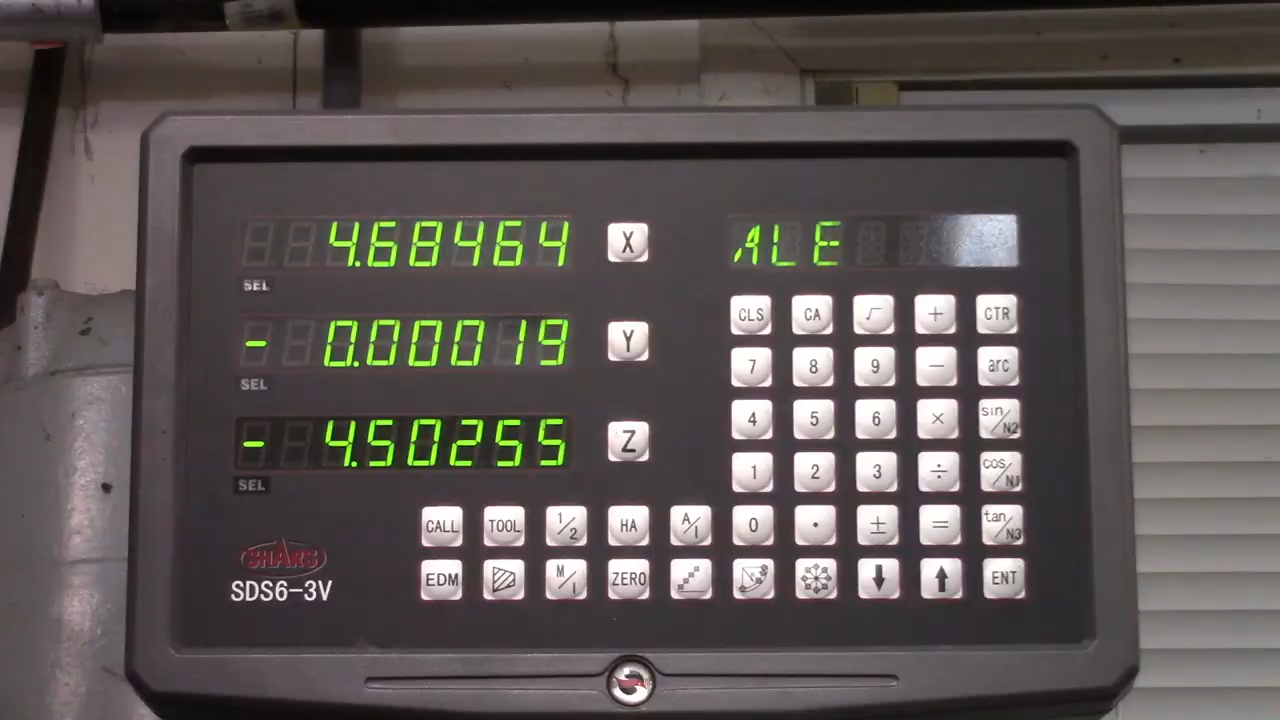 4.68464 X ALE
SEL
- 0.00019 Y
SEL
- 4.50255 Z
SEL
CLS CA √ + CTR
7 8 9 − arc
4 5 6 × sin/N2
1 2 3 ÷ cos/N1
CALL TOOL 1/2 HA A/I 0 · ± = tan/N3
EDM M/I ZERO ⬇ ⬆ ENT
SHARS
SDS6-3V